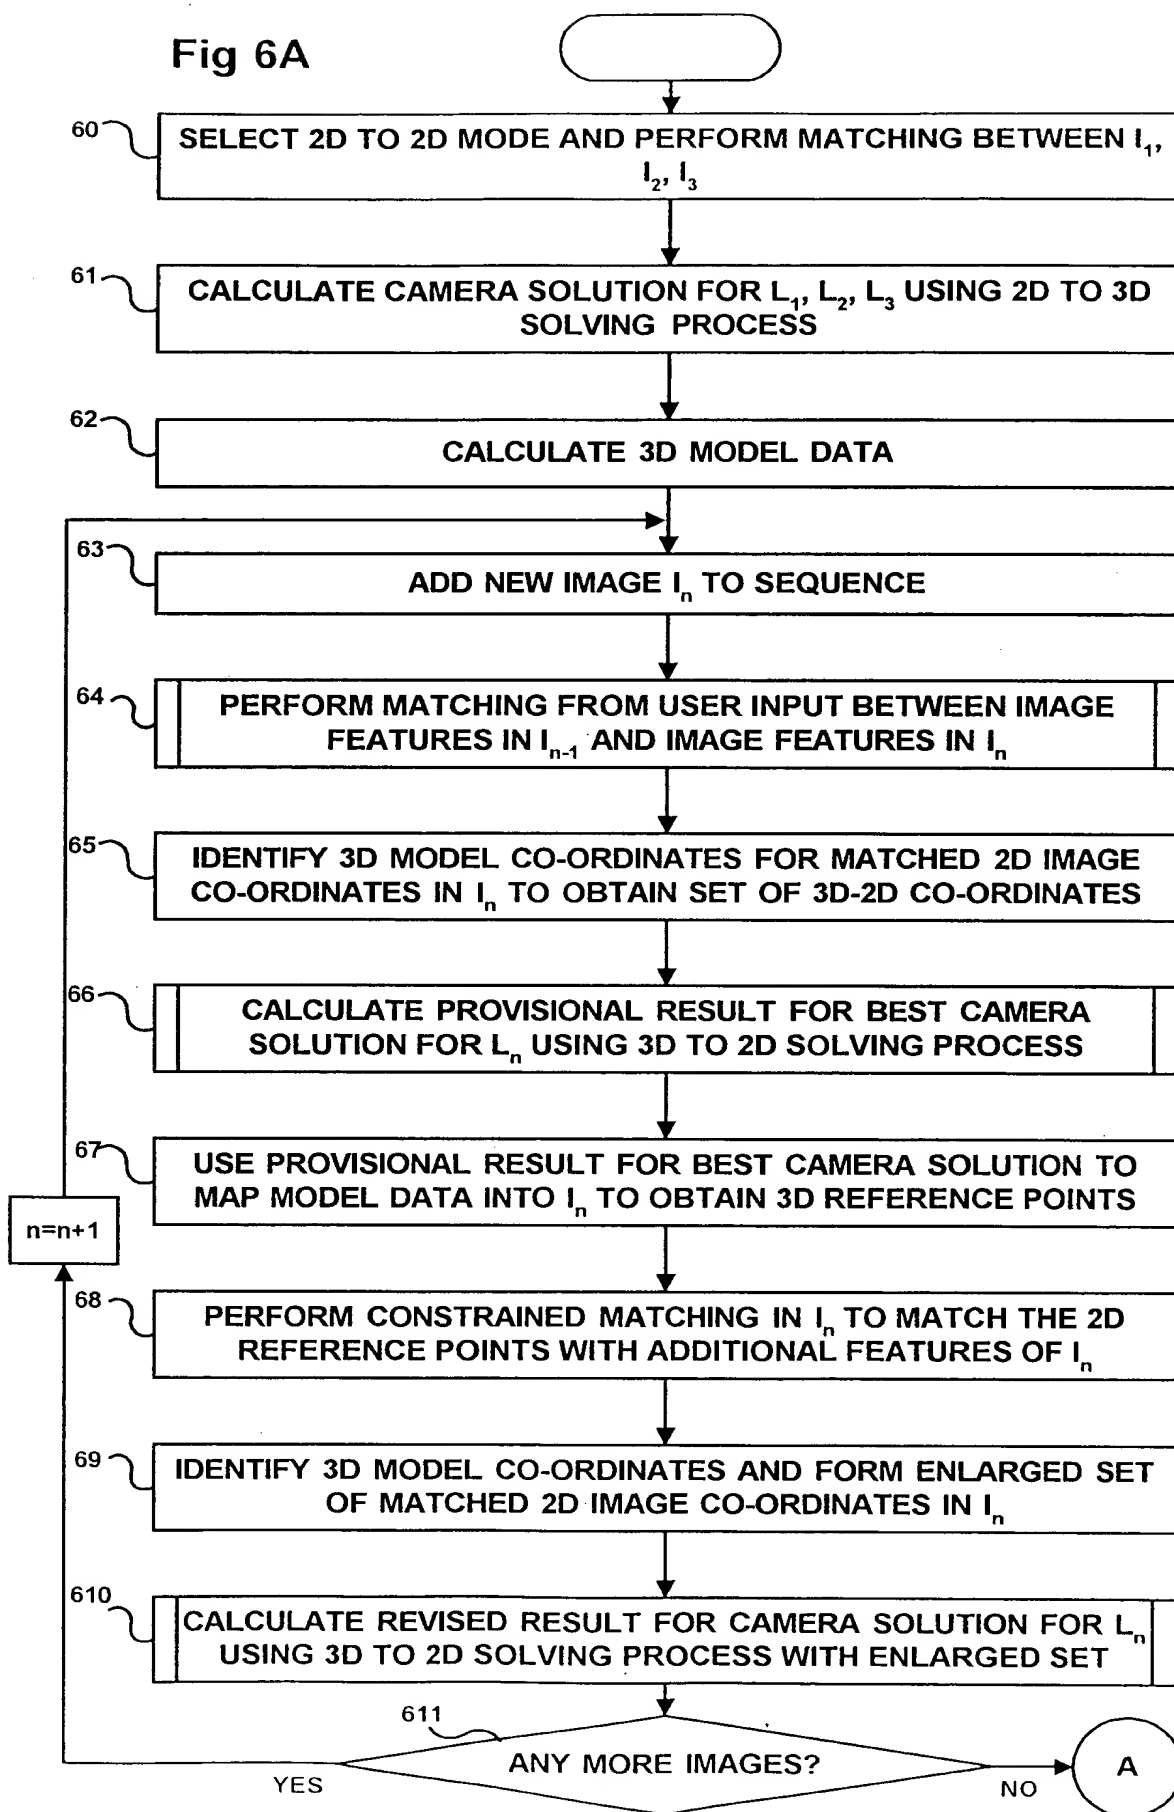 Fig 6A
60
SELECT 2D TO 2D MODE AND PERFORM MATCHING BETWEEN I₁,
I₂, I₃
61
CALCULATE CAMERA SOLUTION FOR L₁, L₂, L₃ USING 2D TO 3D
SOLVING PROCESS
62
CALCULATE 3D MODEL DATA
63
ADD NEW IMAGE Iₙ TO SEQUENCE
64
PERFORM MATCHING FROM USER INPUT BETWEEN IMAGE
FEATURES IN Iₙ₋₁ AND IMAGE FEATURES IN Iₙ
65
IDENTIFY 3D MODEL CO-ORDINATES FOR MATCHED 2D IMAGE
CO-ORDINATES IN Iₙ TO OBTAIN SET OF 3D-2D CO-ORDINATES
66
CALCULATE PROVISIONAL RESULT FOR BEST CAMERA
SOLUTION FOR Lₙ USING 3D TO 2D SOLVING PROCESS
67
USE PROVISIONAL RESULT FOR BEST CAMERA SOLUTION TO
MAP MODEL DATA INTO Iₙ TO OBTAIN 3D REFERENCE POINTS
n=n+1
68
PERFORM CONSTRAINED MATCHING IN Iₙ TO MATCH THE 2D
REFERENCE POINTS WITH ADDITIONAL FEATURES OF Iₙ
69
IDENTIFY 3D MODEL CO-ORDINATES AND FORM ENLARGED SET
OF MATCHED 2D IMAGE CO-ORDINATES IN Iₙ
610
CALCULATE REVISED RESULT FOR CAMERA SOLUTION FOR Lₙ
USING 3D TO 2D SOLVING PROCESS WITH ENLARGED SET
611
ANY MORE IMAGES?
YES
NO
A